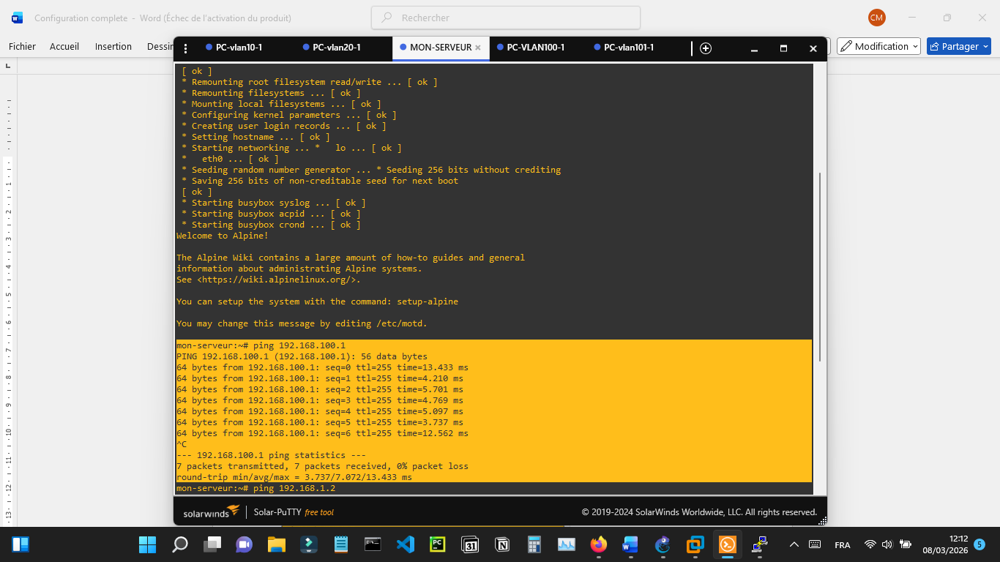 Configuration complete - Word (Échec de l'activation du produit)
Rechercher
CM
Fichier Accueil Insertion Dessin
Modification
Partager
PC-vlan10-1 PC-vlan20-1 MON-SERVEUR PC-VLAN100-1 PC-vlan101-1
[ ok ]
* Remounting root filesystem read/write ... [ ok ]
* Remounting filesystems ... [ ok ]
* Mounting local filesystems ... [ ok ]
* Configuring kernel parameters ... [ ok ]
* Creating user login records ... [ ok ]
* Setting hostname ... [ ok ]
* Starting networking ... *   lo ... [ ok ]
*   eth0 ... [ ok ]
* Seeding random number generator ... * Seeding 256 bits without crediting
* Saving 256 bits of non-creditable seed for next boot
[ ok ]
* Starting busybox syslog ... [ ok ]
* Starting busybox acpid ... [ ok ]
* Starting busybox crond ... [ ok ]
Welcome to Alpine!
The Alpine Wiki contains a large amount of how-to guides and general
information about administrating Alpine systems.
See <https://wiki.alpinelinux.org/>.
You can setup the system with the command: setup-alpine
You may change this message by editing /etc/motd.
mon-serveur:~# ping 192.168.100.1
PING 192.168.100.1 (192.168.100.1): 56 data bytes
64 bytes from 192.168.100.1: seq=0 ttl=255 time=13.433 ms
64 bytes from 192.168.100.1: seq=1 ttl=255 time=4.210 ms
64 bytes from 192.168.100.1: seq=2 ttl=255 time=5.701 ms
64 bytes from 192.168.100.1: seq=3 ttl=255 time=4.769 ms
64 bytes from 192.168.100.1: seq=4 ttl=255 time=5.097 ms
64 bytes from 192.168.100.1: seq=5 ttl=255 time=3.737 ms
64 bytes from 192.168.100.1: seq=6 ttl=255 time=12.562 ms
^C
--- 192.168.100.1 ping statistics ---
7 packets transmitted, 7 packets received, 0% packet loss
round-trip min/avg/max = 3.737/7.072/13.433 ms
mon-serveur:~# ping 192.168.1.2
solarwinds Solar-PuTTY free tool © 2019-2024 SolarWinds Worldwide, LLC. All rights reserved.
1
2
3
4
5
6
7
8
9
10
11
12
13
FRA
12:12
08/03/2026
5
31